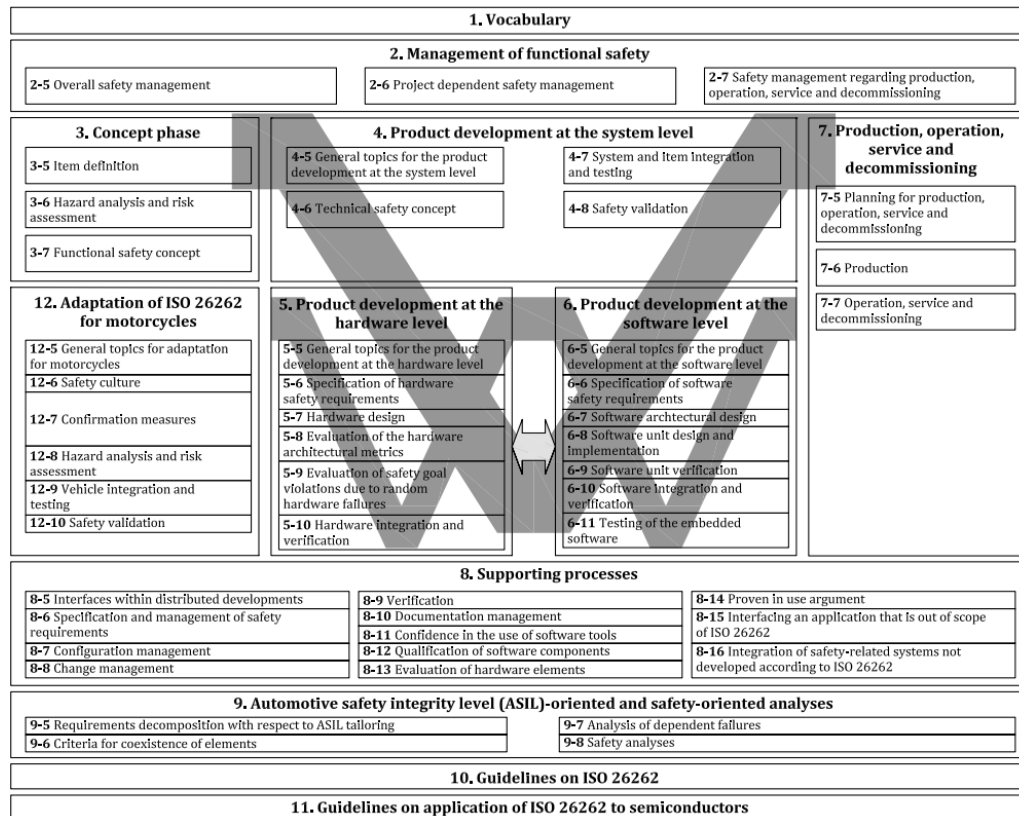 1. Vocabulary
2. Management of functional safety
2-5 Overall safety management
2-6 Project dependent safety management
2-7 Safety management regarding production,
operation, service and decommissioning
3. Concept phase
3-5 Item definition
3-6 Hazard analysis and risk
assessment
3-7 Functional safety concept
4. Product development at the system level
4-5 General topics for the product
development at the system level
4-6 Technical safety concept
4-7 System and item integration
and testing
4-8 Safety validation
7. Production, operation,
service and
decommissioning
7-5 Planning for production,
operation, service and
decommissioning
7-6 Production
7-7 Operation, service and
decommissioning
12. Adaptation of ISO 26262
for motorcycles
12-5 General topics for adaptation
for motorcycles
12-6 Safety culture
12-7 Confirmation measures
12-8 Hazard analysis and risk
assessment
12-9 Vehicle integration and
testing
12-10 Safety validation
5. Product development at the
hardware level
5-5 General topics for the product
development at the hardware level
5-6 Specification of hardware
safety requirements
5-7 Hardware design
5-8 Evaluation of the hardware
architectural metrics
5-9 Evaluation of safety goal
violations due to random
hardware failures
5-10 Hardware integration and
verification
6. Product development at the
software level
6-5 General topics for the product
development at the software level
6-6 Specification of software
safety requirements
6-7 Software archtectural design
6-8 Software unit design and
implementation
6-9 Software unit verification
6-10 Software integration and
verification
6-11 Testing of the embedded
software
8. Supporting processes
8-5 Interfaces within distributed developments
8-6 Specification and management of safety
requirements
8-7 Configuration management
8-8 Change management
8-9 Verification
8-10 Documentation management
8-11 Confidence in the use of software tools
8-12 Qualification of software components
8-13 Evaluation of hardware elements
8-14 Proven in use argument
8-15 Interfacing an application that is out of scope
of ISO 26262
8-16 Integration of safety-related systems not
developed according to ISO 26262
9. Automotive safety integrity level (ASIL)-oriented and safety-oriented analyses
9-5 Requirements decomposition with respect to ASIL tailoring
9-6 Criteria for coexistence of elements
9-7 Analysis of dependent failures
9-8 Safety analyses
10. Guidelines on ISO 26262
11. Guidelines on application of ISO 26262 to semiconductors